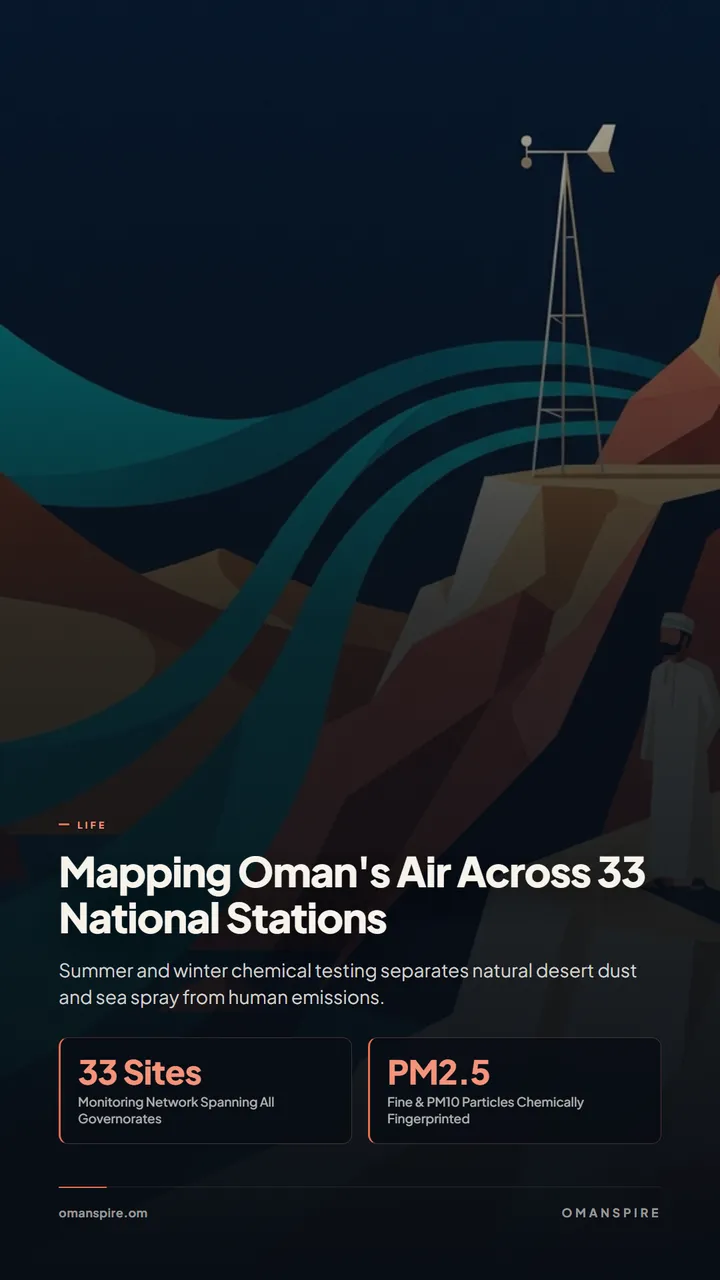 — LIFE
Mapping Oman's Air Across 33
National Stations
Summer and winter chemical testing separates natural desert dust
and sea spray from human emissions.
33 Sites
Monitoring Network Spanning All
Governorates
PM2.5
Fine & PM10 Particles Chemically
Fingerprinted
omanspire.om
OMANSPIRE